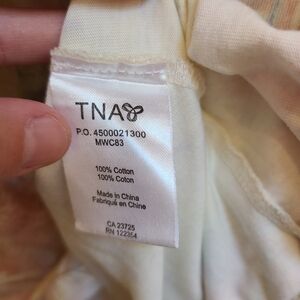 TNA
P.O. 4500021300
MWC83
100% Cotton
100% Coton
Made in China
Fabriqué en Chine
CA 23725
RN 122354